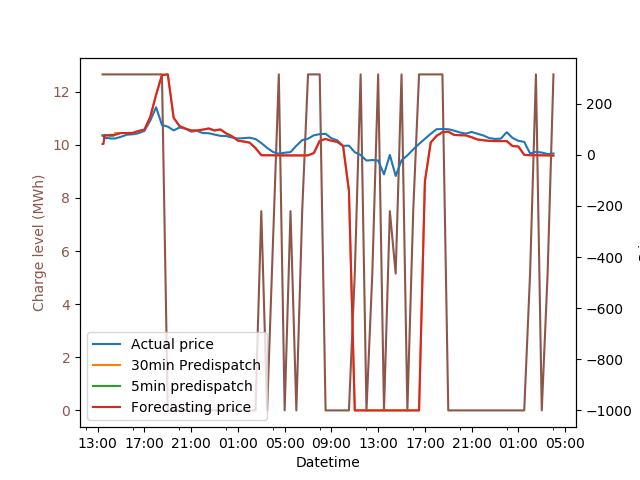 12
10
8
6
4
2
0
Charge level (MWh)
200
0
−200
−400
−600
−800
−1000
Actual price
30min Predispatch
5min predispatch
Forecasting price
13:00 17:00 21:00 01:00 05:00 09:00 13:00 17:00 21:00 01:00 05:00
Datetime